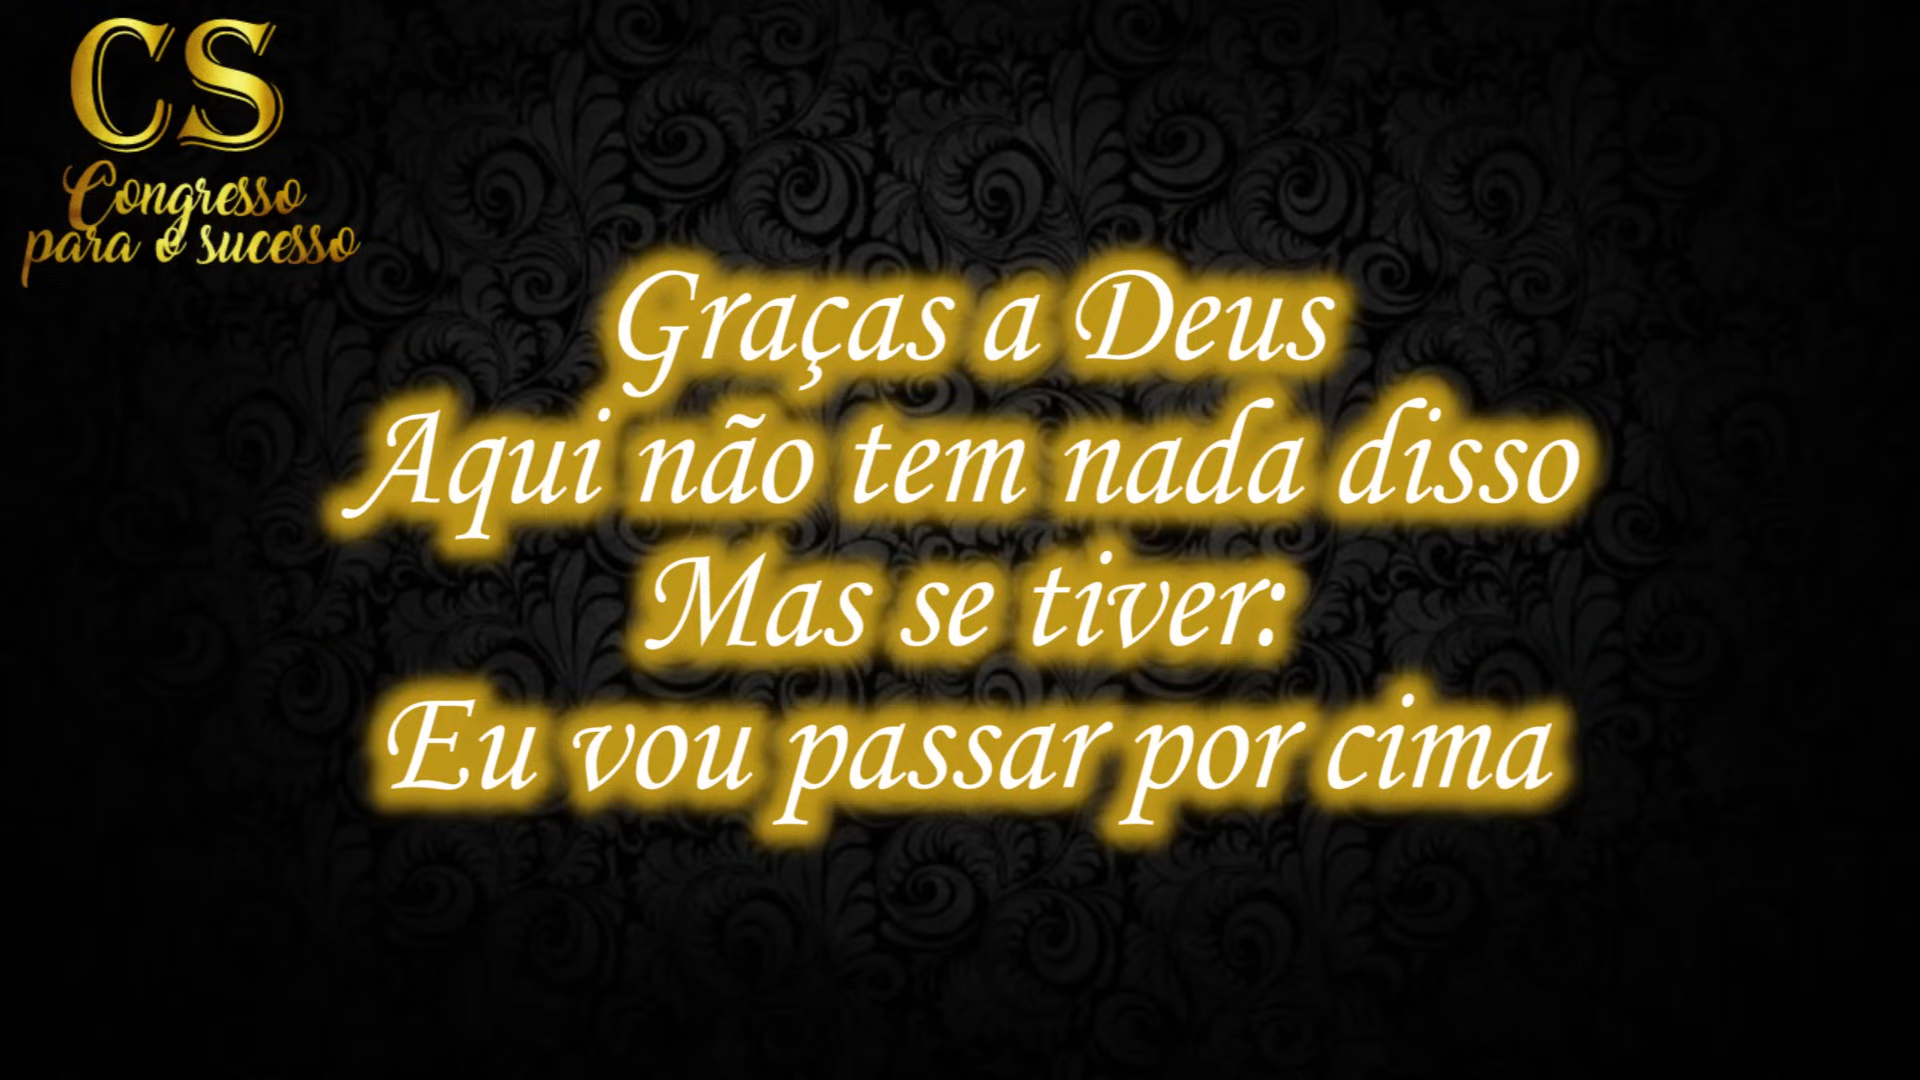 CS
Congresso
para o sucesso
Graças a Deus
Aqui não tem nada disso
Mas se tiver:
Eu vou passar por cima